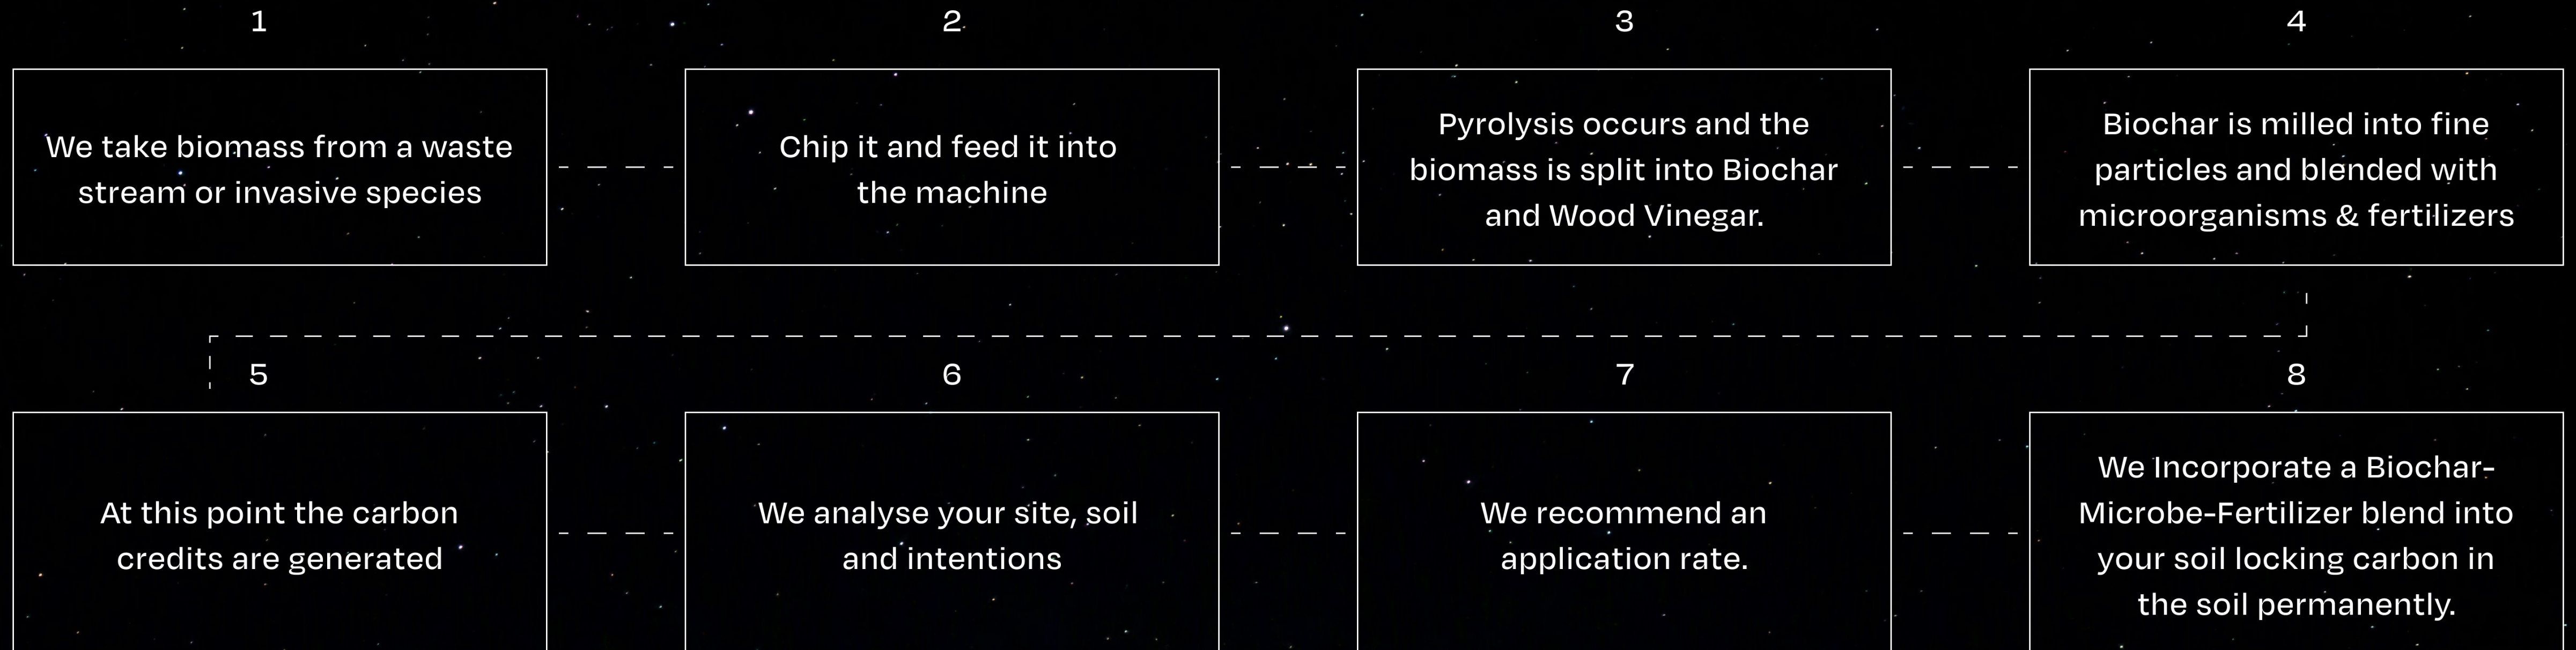 1
We take biomass from a waste
stream or invasive species
2
Chip it and feed it into
the machine
3
Pyrolysis occurs and the
biomass is split into Biochar
and Wood Vinegar.
4
Biochar is milled into fine
particles and blended with
microorganisms & fertilizers
5
At this point the carbon
credits are generated
6
We analyse your site, soil
and intentions
7
We recommend an
application rate.
8
We Incorporate a Biochar-
Microbe-Fertilizer blend into
your soil locking carbon in
the soil permanently.